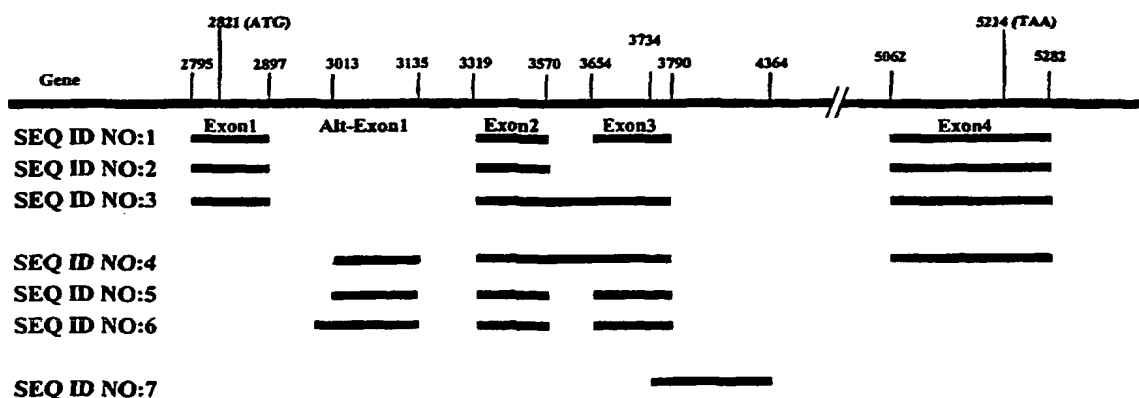 2821 (ATG) 5214 (TAA)
3734
2795 2897 3013 3135 3319 3570 3654 3790 4364 5062 5282
Gene
Exon1 Alt-Exon1 Exon2 Exon3 Exon4
SEQ ID NO:1
SEQ ID NO:2
SEQ ID NO:3
SEQ ID NO:4
SEQ ID NO:5
SEQ ID NO:6
SEQ ID NO:7